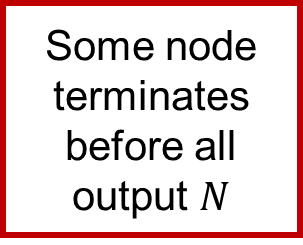 Some node
terminates
before all
output N